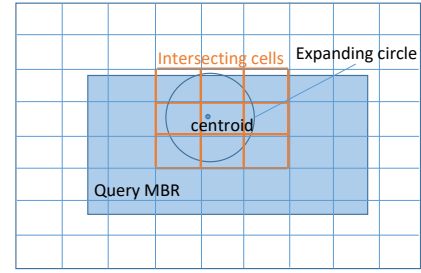 Expanding circle
Intersecting cells
centroid
Query MBR